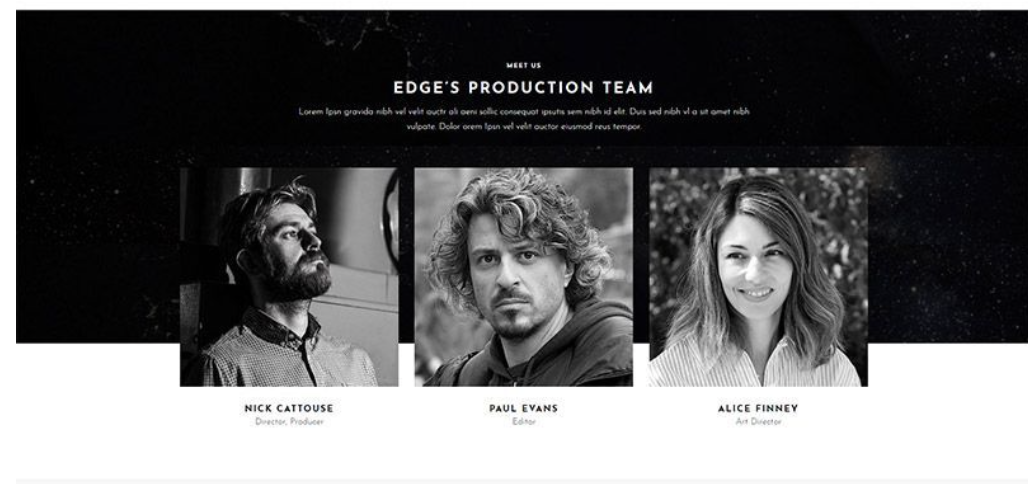 MEET US
EDGE'S PRODUCTION TEAM
Lorem Ipsn gravida nibh vel velit auctr ali aeni sollic consequat ipsutis sem nibh id elit. Duis sed nibh vl a sit amet nibh
vulpate. Dolor orem Ipsn vel velit auctor eiusmod reus tempor.
NICK CATTOUSE
Director, Producer
PAUL EVANS
Editor
ALICE FINNEY
Art Director